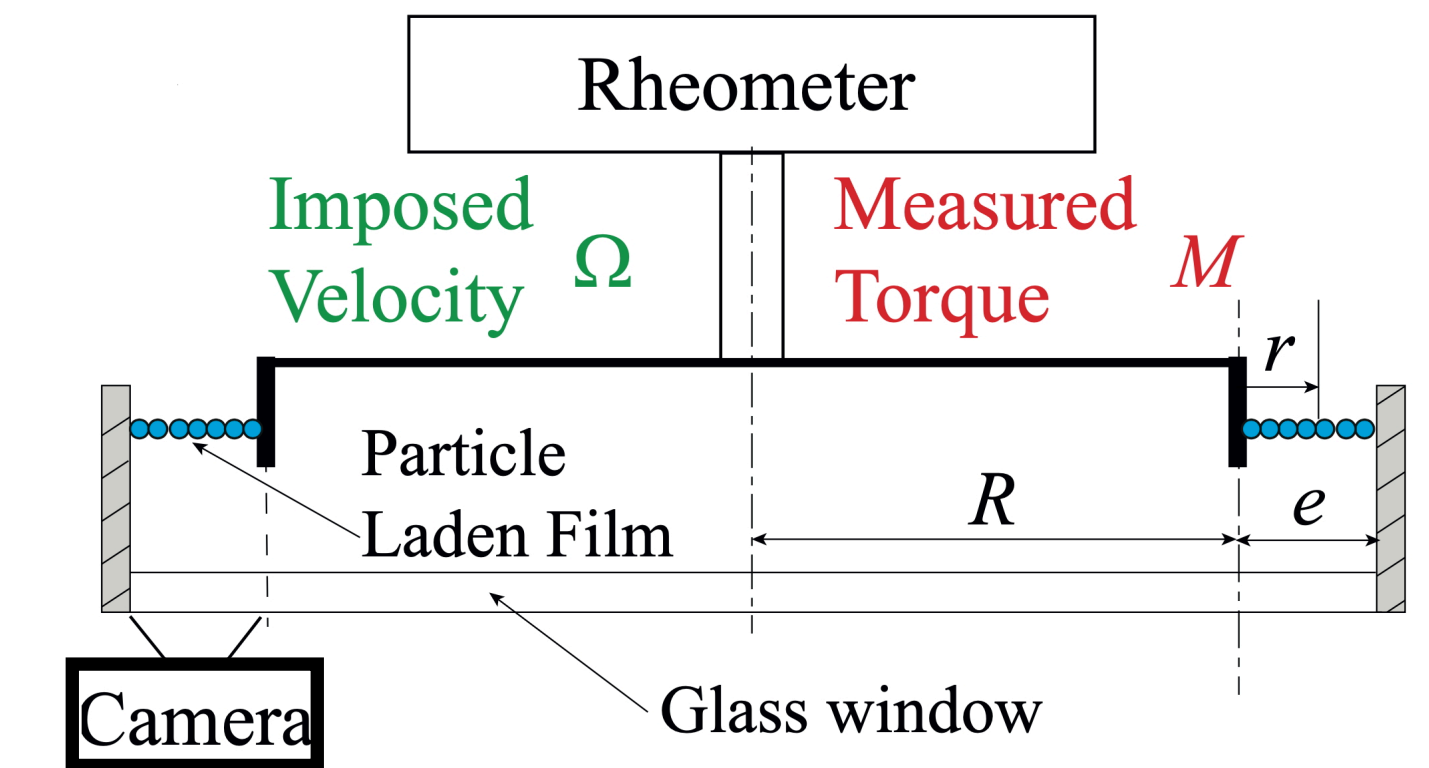 Rheometer
Imposed
Velocity Ω
Measured
Torque M
r
Particle
Laden Film
R
e
Glass window
Camera